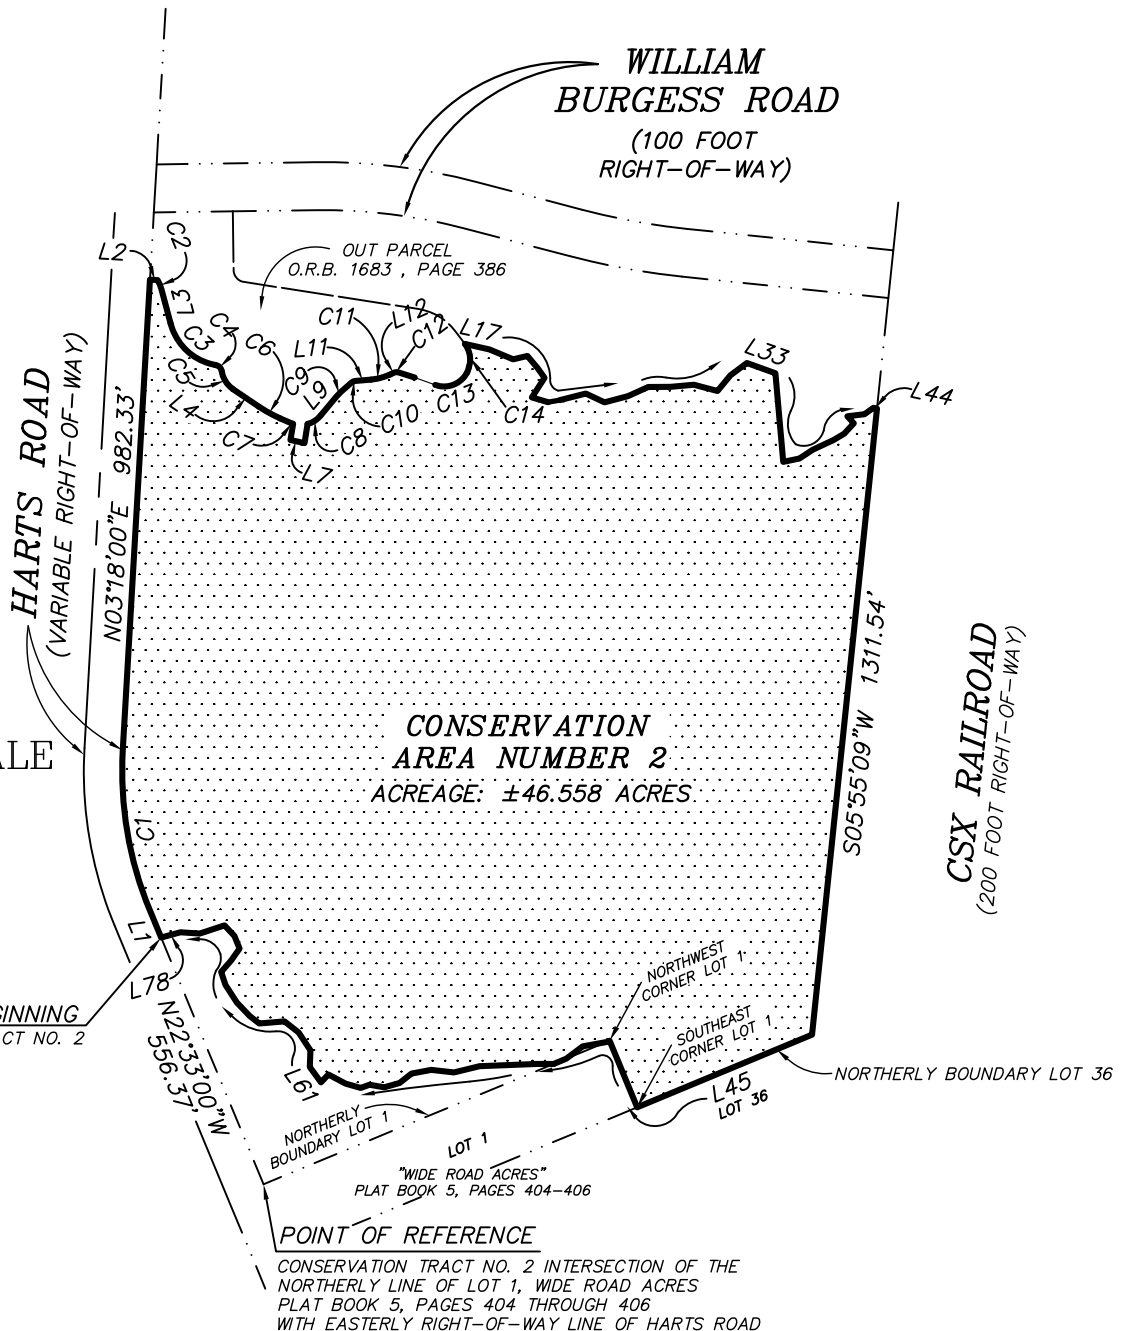 WILLIAM
BURGESS ROAD
(100 FOOT
RIGHT-OF-WAY)
C2
L2
OUT PARCEL
O.R.B. 1683 , PAGE 386
L3
C3
C4
C5
C6
L4
C7
C9
L9
L7
C8
C10
L11
C11
L12
C12
C13
L17
C14
L33
L44
HARTS ROAD
(VARIABLE RIGHT-OF-WAY)
N03°18'00"E 982.33'
S05°55'09"W 1311.54'
CSX RAILROAD
(200 FOOT RIGHT-OF-WAY)
CONSERVATION
AREA NUMBER 2
ACREAGE: ±46.558 ACRES
ALE
C1
L1
L78
GINNING
CT NO. 2
N22°33'00"W
556.37'
L61
NORTHWEST
CORNER LOT 1
SOUTHEAST
CORNER LOT 1
L45
LOT 36
NORTHERLY BOUNDARY LOT 36
NORTHERLY
BOUNDARY LOT 1
LOT 1
"WIDE ROAD ACRES"
PLAT BOOK 5, PAGES 404-406
POINT OF REFERENCE
CONSERVATION TRACT NO. 2 INTERSECTION OF THE
NORTHERLY LINE OF LOT 1, WIDE ROAD ACRES
PLAT BOOK 5, PAGES 404 THROUGH 406
WITH EASTERLY RIGHT-OF-WAY LINE OF HARTS ROAD